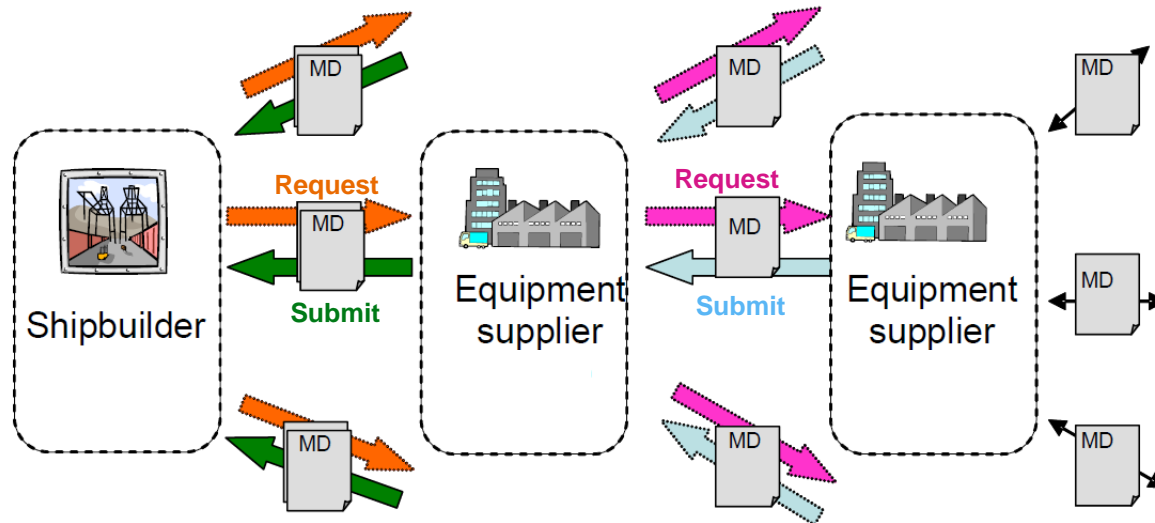 MD
MD
MD
Request
Request
MD
MD
MD
Shipbuilder
Submit
Equipment
supplier
Submit
Equipment
supplier
MD
MD
MD